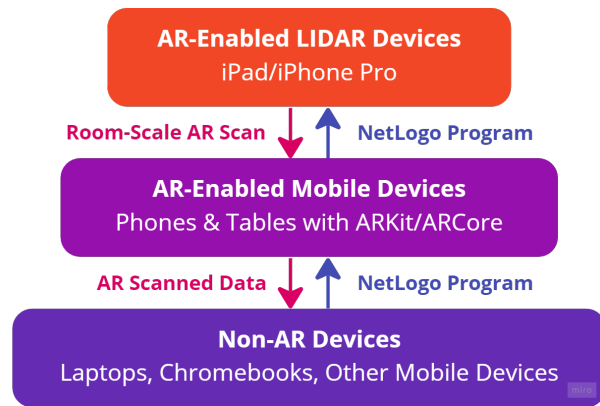 AR-Enabled LIDAR Devices
iPad/iPhone Pro
Room-Scale AR Scan
NetLogo Program
AR-Enabled Mobile Devices
Phones & Tables with ARKit/ARCore
AR Scanned Data
NetLogo Program
Non-AR Devices
Laptops, Chromebooks, Other Mobile Devices
miro